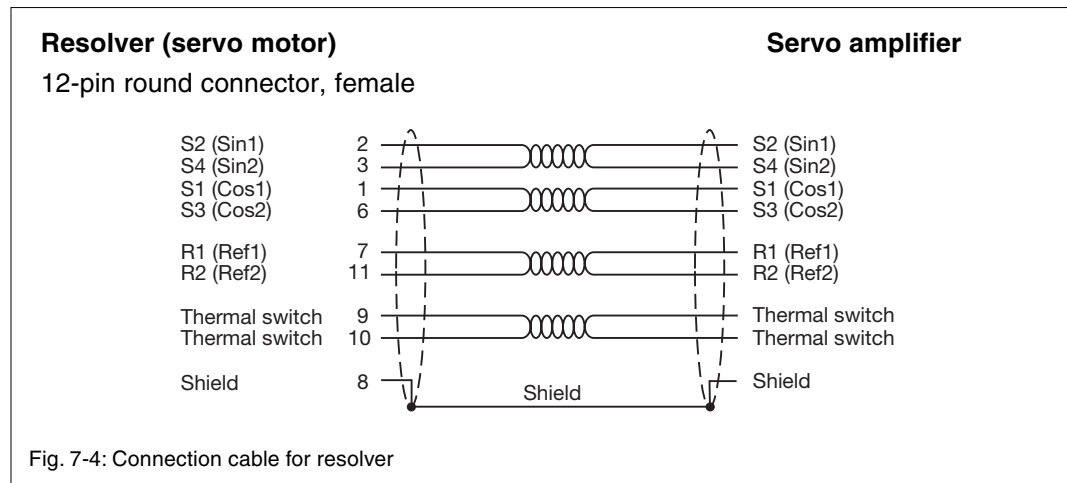 Resolver (servo motor) Servo amplifier
12-pin round connector, female
S2 (Sin1) 2 S2 (Sin1)
S4 (Sin2) 3 S4 (Sin2)
S1 (Cos1) 1 S1 (Cos1)
S3 (Cos2) 6 S3 (Cos2)
R1 (Ref1) 7 R1 (Ref1)
R2 (Ref2) 11 R2 (Ref2)
Thermal switch 9 Thermal switch
Thermal switch 10 Thermal switch
Shield 8 Shield Shield
Fig. 7-4: Connection cable for resolver